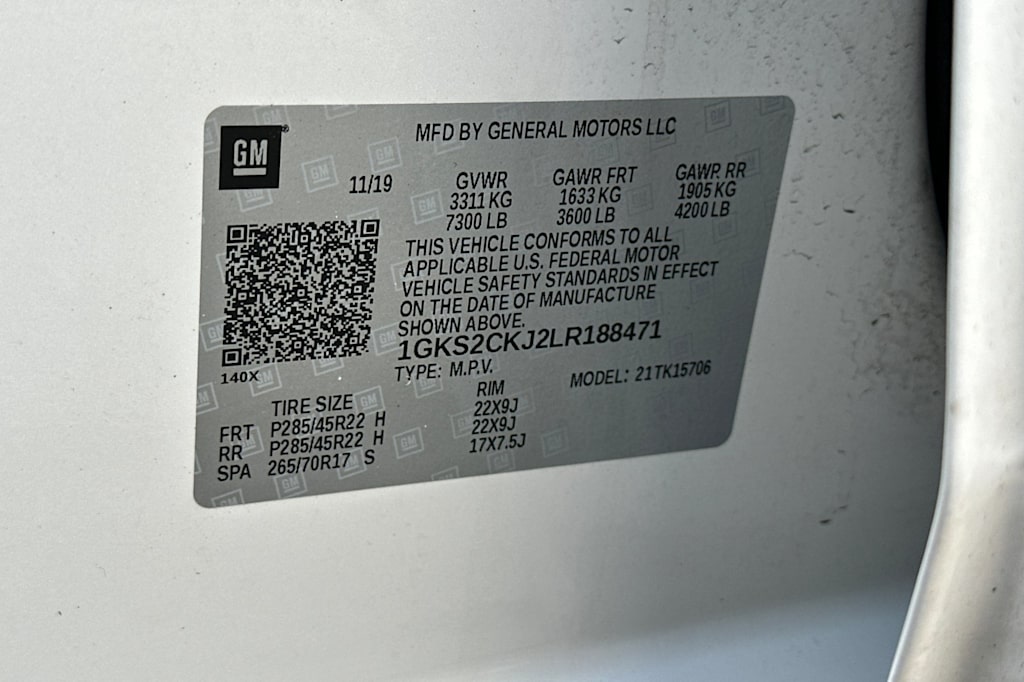 GM
MFD BY GENERAL MOTORS LLC
11/19
GVWR
3311 KG
7300 LB
GAWR FRT
1633 KG
3600 LB
GAWR RR
1905 KG
4200 LB
THIS VEHICLE CONFORMS TO ALL
APPLICABLE U.S. FEDERAL MOTOR
VEHICLE SAFETY STANDARDS IN EFFECT
ON THE DATE OF MANUFACTURE
SHOWN ABOVE.
1GKS2CKJ2LR188471
TYPE: M.P.V. MODEL: 21TK15706
140X
TIRE SIZE RIM
FRT P285/45R22 H 22X9J
RR P285/45R22 H 22X9J
SPA 265/70R17 S 17X7.5J